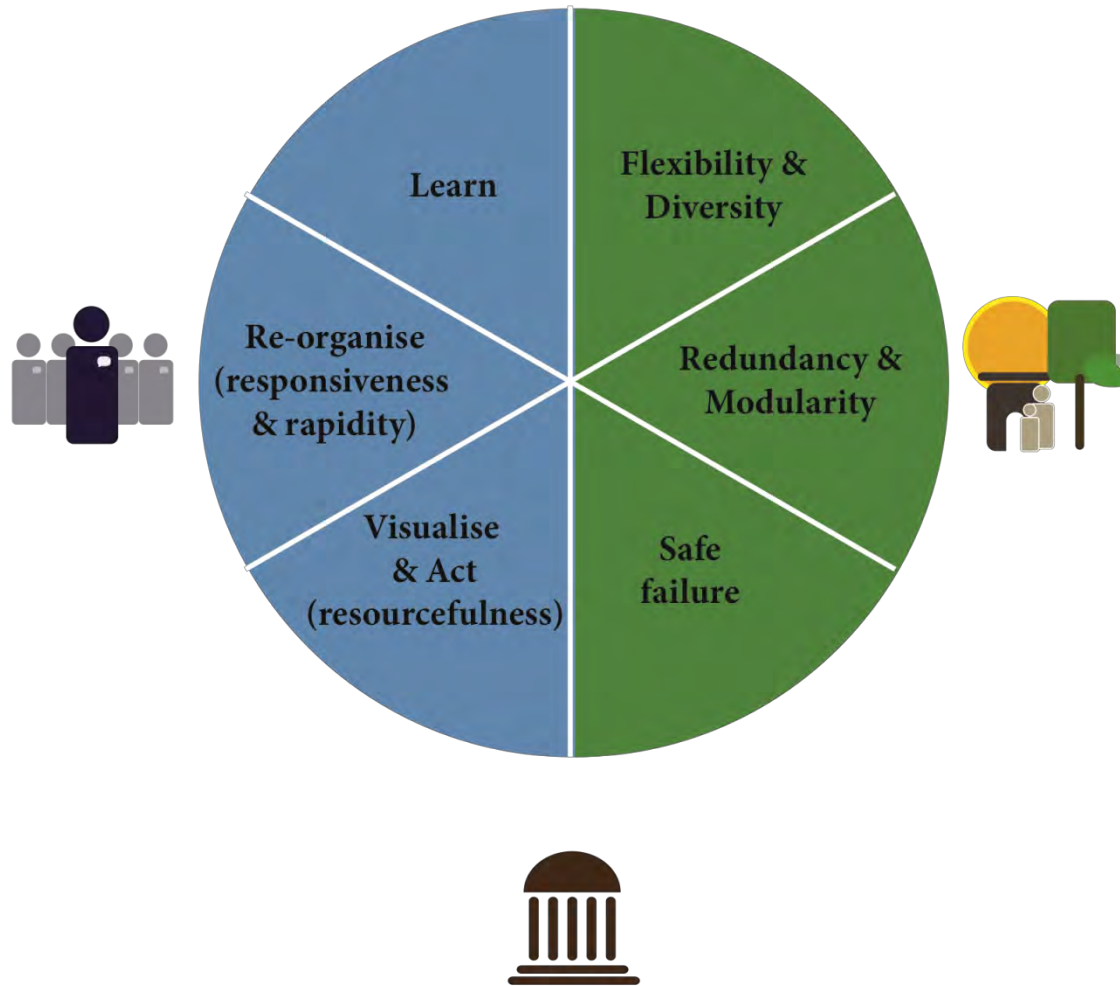 Learn
Flexibility &
Diversity
Re-organise
(responsiveness
& rapidity)
Redundancy &
Modularity
Visualise
& Act
(resourcefulness)
Safe
failure